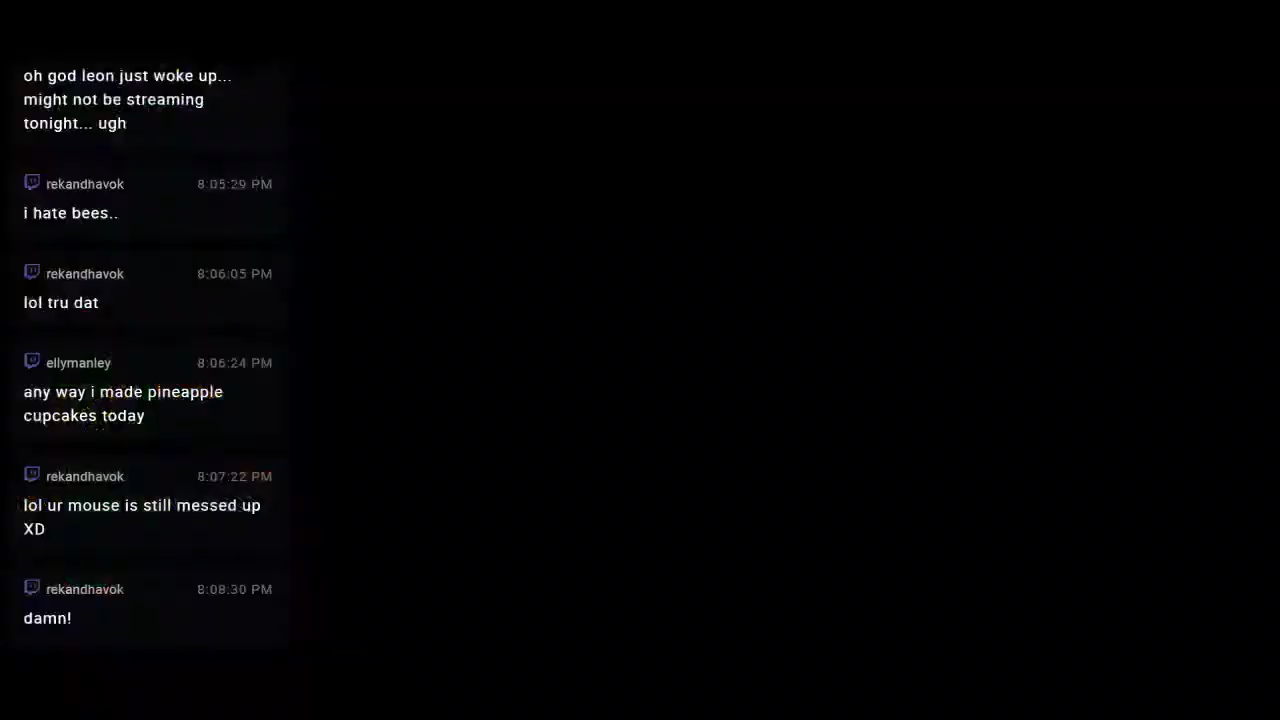 oh god leon just woke up...
might not be streaming
tonight... ugh
rekandhavok 8:05:29 PM
i hate bees..
rekandhavok 8:06:05 PM
lol tru dat
ellymanley 8:06:24 PM
any way i made pineapple
cupcakes today
rekandhavok 8:07:22 PM
lol ur mouse is still messed up
XD
rekandhavok 8:08:30 PM
damn!